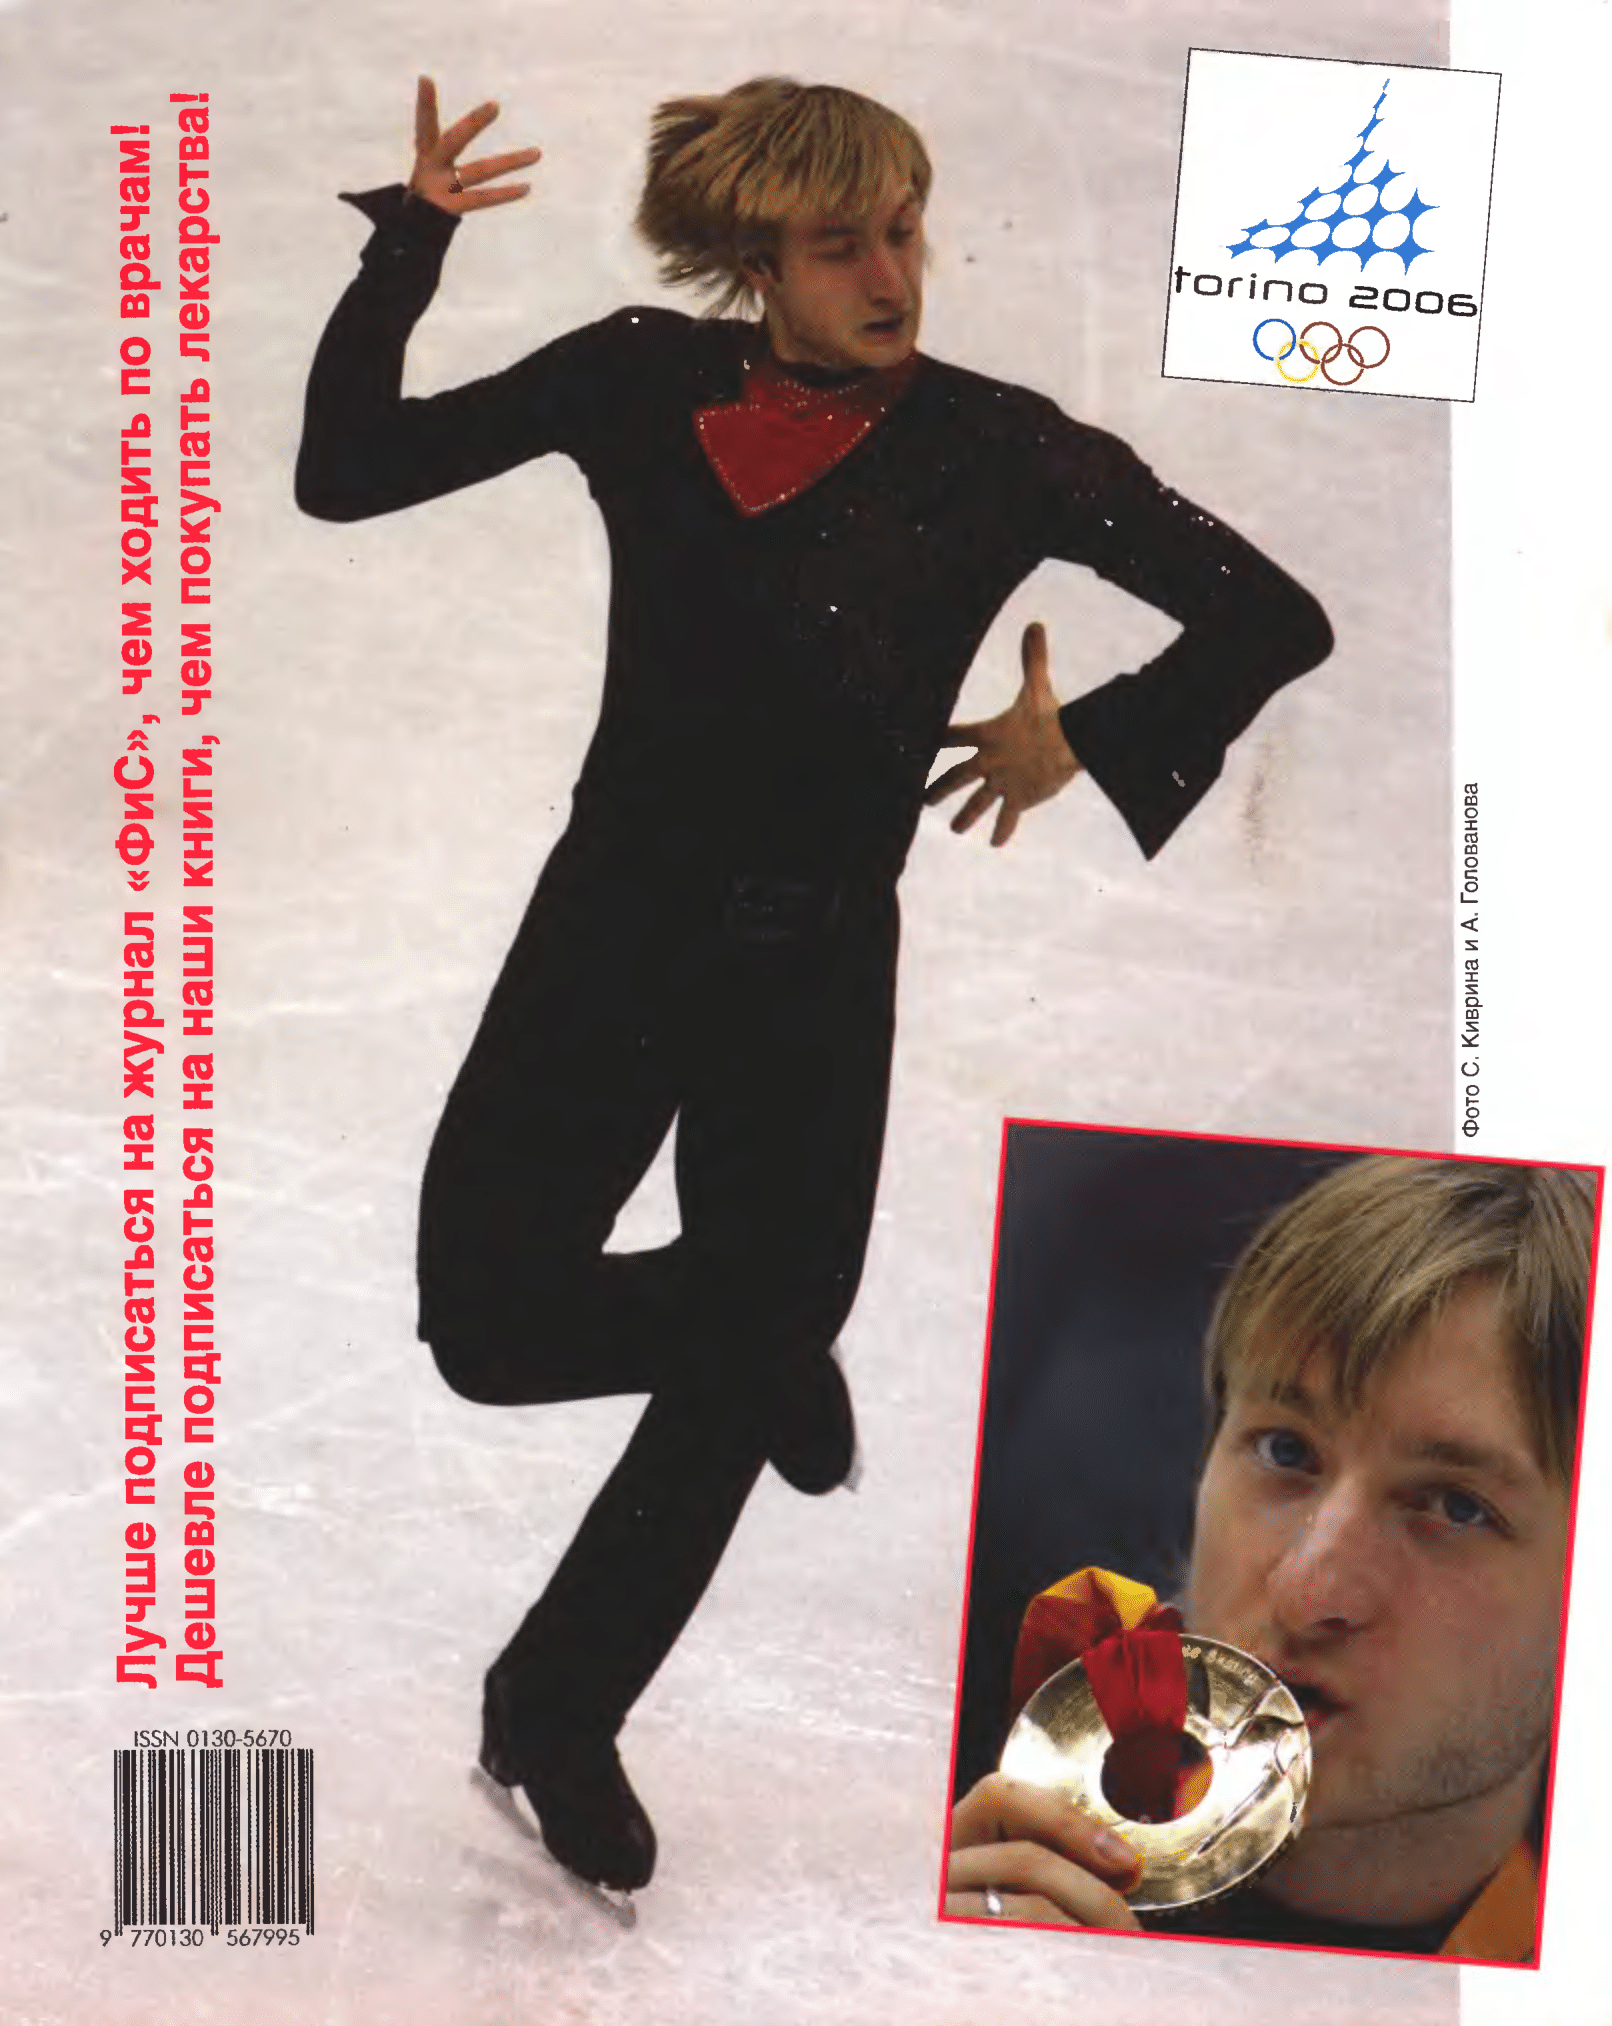 Лучше подписаться на журнал «ФиС», чем ходить по врачам!
Дешевле подписаться на наши книги, чем покупать лекарства!
torino 2006
Фото С. Киврина и А. Голованова
ISSN 0130-5670
9 770130 567995